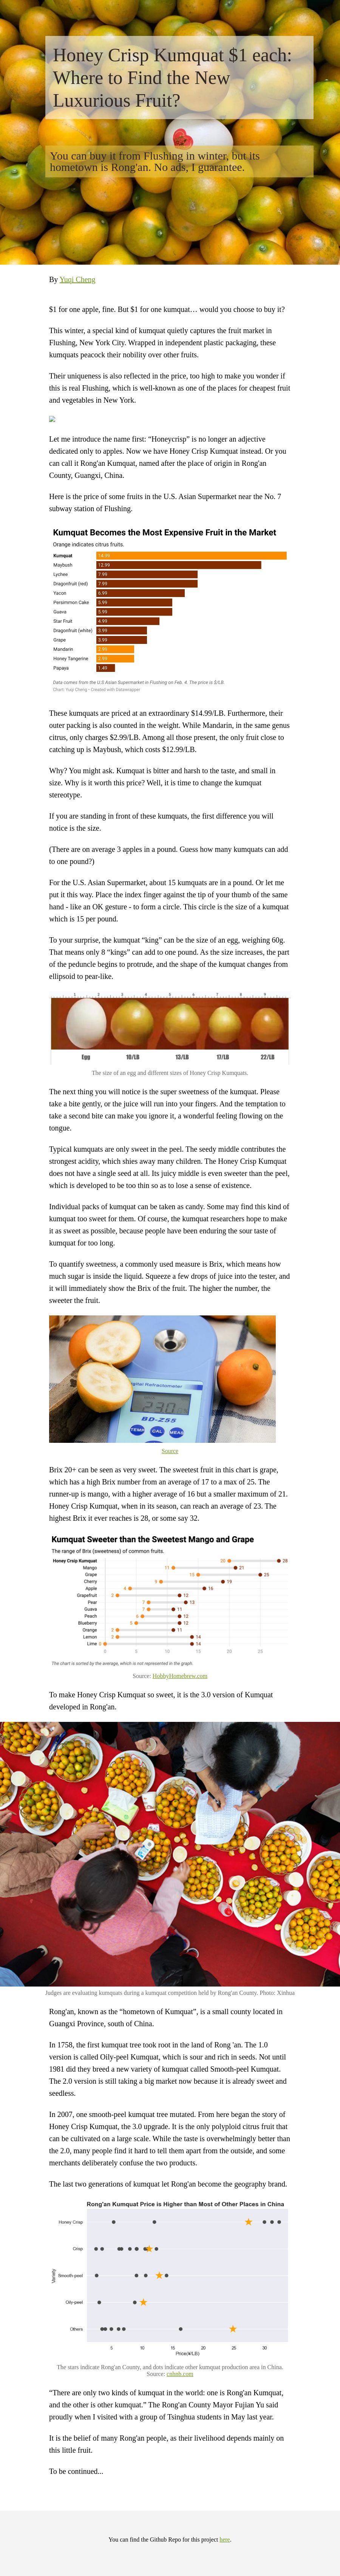 Honey Crisp Kumquat $1 each:
Where to Find the New
Luxurious Fruit?
You can buy it from Flushing in winter, but its
hometown is Rong'an. No ads, I guarantee.
By Yuqi Cheng
$1 for one apple, fine. But $1 for one kumquat… would you choose to buy it?
This winter, a special kind of kumquat quietly captures the fruit market in
Flushing, New York City. Wrapped in independent plastic packaging, these
kumquats peacock their nobility over other fruits.
Their uniqueness is also reflected in the price, too high to make you wonder if
this is real Flushing, which is well-known as one of the places for cheapest fruit
and vegetables in New York.
Let me introduce the name first: “Honeycrisp” is no longer an adjective
dedicated only to apples. Now we have Honey Crisp Kumquat instead. Or you
can call it Rong'an Kumquat, named after the place of origin in Rong'an
County, Guangxi, China.
Here is the price of some fruits in the U.S. Asian Supermarket near the No. 7
subway station of Flushing.
Kumquat Becomes the Most Expensive Fruit in the Market
Orange indicates citrus fruits.
Kumquat 14.99
Maybush 12.99
Lychee 7.99
Dragonfruit (red) 7.99
Yacon 6.99
Persimmon Cake 5.99
Guava 5.99
Star Fruit 4.99
Dragonfruit (white) 3.99
Grape 3.99
Mandarin 2.99
Honey Tangerine 2.99
Papaya 1.49
Data comes from the U.S Asian Supermarket in Flushing on Feb. 4. The price is $/LB.
Chart: Yuqi Cheng • Created with Datawrapper
These kumquats are priced at an extraordinary $14.99/LB. Furthermore, their
outer packing is also counted in the weight. While Mandarin, in the same genus
citrus, only charges $2.99/LB. Among all those present, the only fruit close to
catching up is Maybush, which costs $12.99/LB.
Why? You might ask. Kumquat is bitter and harsh to the taste, and small in
size. Why is it worth this price? Well, it is time to change the kumquat
stereotype.
If you are standing in front of these kumquats, the first difference you will
notice is the size.
(There are on average 3 apples in a pound. Guess how many kumquats can add
to one pound?)
For the U.S. Asian Supermarket, about 15 kumquats are in a pound. Or let me
put it this way. Place the index finger against the tip of your thumb of the same
hand - like an OK gesture - to form a circle. This circle is the size of a kumquat
which is 15 per pound.
To your surprise, the kumquat “king” can be the size of an egg, weighing 60g.
That means only 8 “kings” can add to one pound. As the size increases, the part
of the peduncle begins to protrude, and the shape of the kumquat changes from
ellipsoid to pear-like.
1 2 3 4 5 6 7 8 9
Egg 10/LB 13/LB 17/LB 22/LB
The size of an egg and different sizes of Honey Crisp Kumquats.
The next thing you will notice is the super sweetness of the kumquat. Please
take a bite gently, or the juice will run into your fingers. And the temptation to
take a second bite can make you ignore it, a wonderful feeling flowing on the
tongue.
Typical kumquats are only sweet in the peel. The seedy middle contributes the
strongest acidity, which shies away many children. The Honey Crisp Kumquat
does not have a single seed at all. Its juicy middle is even sweeter than the peel,
which is developed to be too thin so as to lose a sense of existence.
Individual packs of kumquat can be taken as candy. Some may find this kind of
kumquat too sweet for them. Of course, the kumquat researchers hope to make
it as sweet as possible, because people have been enduring the sour taste of
kumquat for too long.
To quantify sweetness, a commonly used measure is Brix, which means how
much sugar is inside the liquid. Squeeze a few drops of juice into the tester, and
it will immediately show the Brix of the fruit. The higher the number, the
sweeter the fruit.
Digital Refractometer
230
BD-Z55
TEMP CAL MEAS
Source
Brix 20+ can be seen as very sweet. The sweetest fruit in this chart is grape,
which has a high Brix number from an average of 17 to a max of 25. The
runner-up is mango, with a higher average of 16 but a smaller maximum of 21.
Honey Crisp Kumquat, when in its season, can reach an average of 23. The
highest Brix it ever reaches is 28, or some say 32.
Kumquat Sweeter than the Sweetest Mango and Grape
The range of Brix (sweetness) of common fruits.
Honey Crisp Kumquat 20 28
Mango 11 21
Grape 15 25
Cherry 9 19
Apple 4 16
Grapefruit 2 12
Pear 7 13
Guava 7 11
Peach 6 12
Blueberry 5 12
Orange 2 11
Lemon 2 14
Lime 0 14
0 5 10 15 20 25
The chart is sorted by the average, which is not represented in the graph.
Source: HobbyHomebrew.com
To make Honey Crisp Kumquat so sweet, it is the 3.0 version of Kumquat
developed in Rong'an.
Judges are evaluating kumquats during a kumquat competition held by Rong'an County. Photo: Xinhua
Rong'an, known as the “hometown of Kumquat”, is a small county located in
Guangxi Province, south of China.
In 1758, the first kumquat tree took root in the land of Rong 'an. The 1.0
version is called Oily-peel Kumquat, which is sour and rich in seeds. Not until
1981 did they breed a new variety of kumquat called Smooth-peel Kumquat.
The 2.0 version is still taking a big market now because it is already sweet and
seedless.
In 2007, one smooth-peel kumquat tree mutated. From here began the story of
Honey Crisp Kumquat, the 3.0 upgrade. It is the only polyploid citrus fruit that
can be cultivated on a large scale. While the taste is overwhelmingly better than
the 2.0, many people find it hard to tell them apart from the outside, and some
merchants deliberately confuse the two products.
The last two generations of kumquat let Rong'an become the geography brand.
Rong'an Kumquat Price is Higher than Most of Other Places in China
Variety
Honey Crisp
Crisp
Smooth-peel
Oily-peel
Others
5 10 15 20 25 30
Price(¥/LB)
The stars indicate Rong'an County, and dots indicate other kumquat production area in China.
Source: cnhnb.com
“There are only two kinds of kumquat in the world: one is Rong'an Kumquat,
and the other is other kumquat.” The Rong'an County Mayor Fujian Yu said
proudly when I visited with a group of Tsinghua students in May last year.
It is the belief of many Rong'an people, as their livelihood depends mainly on
this little fruit.
To be continued...
You can find the Github Repo for this project here.